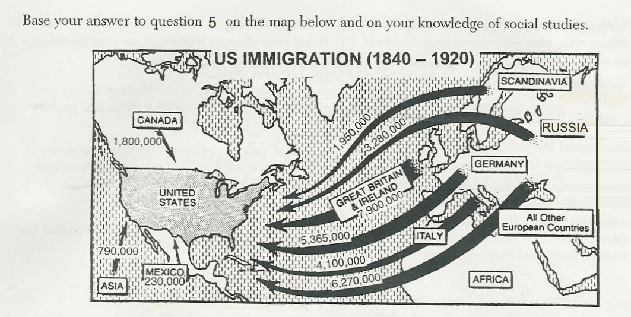 Base your answer to question 5 on the map below and on your knowledge of social studies.
US IMMIGRATION (1840 – 1920)
SCANDINAVIA
CANADA
1,800,000
1,950,000
3,280,000
RUSSIA
GERMANY
UNITED
STATES
GREAT BRITAIN
& IRELAND
7,900,000
All Other
European Countries
ITALY
5,365,000
790,000
4,100,000
MEXICO
230,000
6,270,000
AFRICA
ASIA